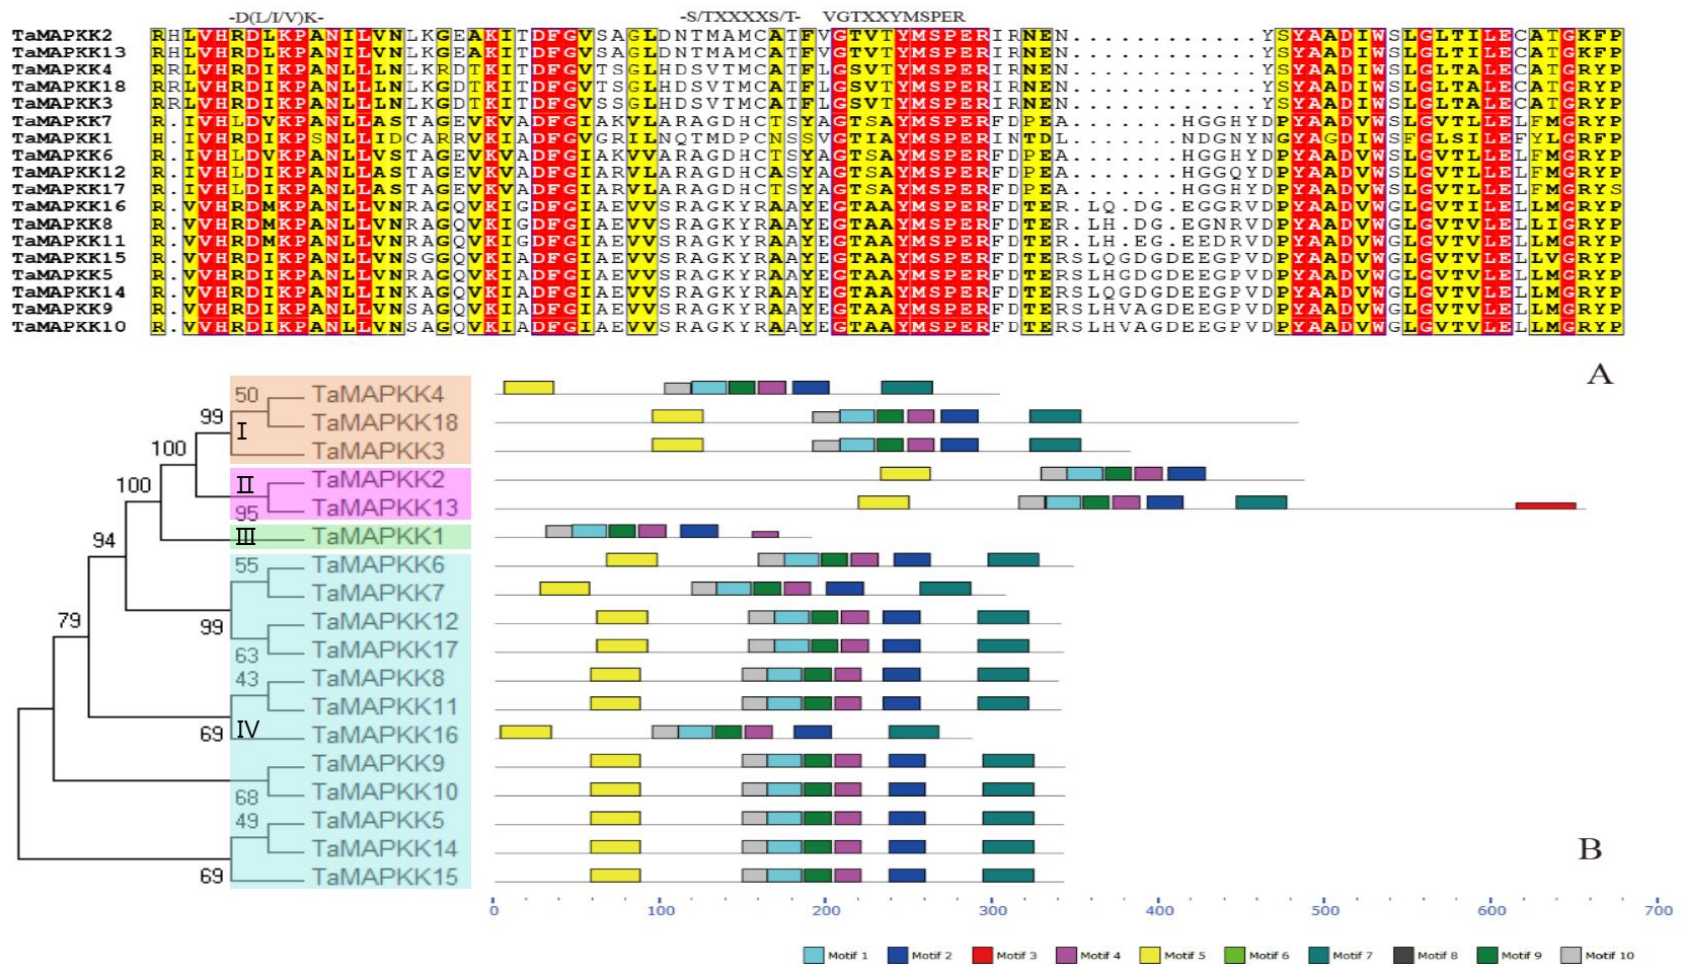 -D(L/I/V)K- -S/TXXXXXS/T- VGTXXYMSPER
TaMAPKK2 RHLVHRDLKPANILVNLKGEAKITDFGVSAGLDNTMAMCATFVGTVTYMSPERIRNEN............YSYAADIWSLGLTILECATGKFP
TaMAPKK13 RHLVHRDLKPANILVNLKGEAKITDFGVSAGLDNTMAMCATFVGTVTYMSPERIRNEN............YSYAADIWSLGLTILECATGKFP
TaMAPKK4 RRLVHRDIKPANLLLNLKRDTKITDFGVTSGLHDSVTMCATFLGSVTYMSPERIRNEN............YSYAADIWSLGLTALECATGRYP
TaMAPKK18 RRLVHRDIKPANLLLNLKGDTKITDFGVTSGLHDSVTMCATFLGSVTYMSPERIRNEN............YSYAADIWSLGLTALECATGRYP
TaMAPKK3 RRLVHRDIKPANLLLNLKGDTKITDFGVSSGLHDSVTMCATFLGSVTYMSPERIRNEN............YSYAADIWSLGLTALECATGRYP
TaMAPKK7 R.IVHLDVKPANLLASTAGEVKVADFGIAKVLARAGDHCTSYAGTSAYMSPERFDPEA.......HGGHYDPYAADVWSLGVTLLELFMGRYP
TaMAPKK1 H.IVHRDIKPSNLLIDCARRVKIADFGVGRILNQTMDPCNSSVGTIAYMSPERINTDL.......NDGNYNGYAGDIWSFGLSILEFYLGRFP
TaMAPKK6 R.IVHLDVKPANLLVSTAGEVKVADFGIAKVVARAGDHCTSYAGTSAYMSPERFDPEA.......HGGHYDPYAADVWSLGVTLLELFMGRYP
TaMAPKK12 R.IVHLDIKPANLLASTAGEVKVADFGIAKVLARAGDHCASYAGTSAYMSPERFDPEA.......HGGQYDPYAADVWSLGVTLLELFMGRYP
TaMAPKK17 R.IVHLDIKPANLLASTAGEVKVADFGIARVLARAGDHCTSYAGTSAYMSPERFDPEA.......HGGHYDPYAADVWSLGVTLLELFMGRYS
TaMAPKK16 R.VVHRDMKPANLLVNRAGQVKIGDFGIAEVVSRAGKYRAAYEGTAAYMSPERFDTER.LQ.DG.EGGRVDPYAADVWGLGVTILELLMGRYP
TaMAPKK8 R.VVHRDMKPANLLVNRAGQVKIGDFGIAEVVSRAGKYRAAYEGTAAYMSPERFDTER.LH.DG.EGNRVDPYAADVWGLGVTVLELLIGRYP
TaMAPKK11 R.VVHRDMKPANLLVNRAGQVKIGDFGIAEVVSRAGKYRAAYEGTAAYMSPERFDTER.LH.EG.EEDRVDPYAADVWGLGVTVLELLMGRYP
TaMAPKK15 R.VVHRDIKPANLLVNSGGQVKIADFGIAEVVSRAGKYRAAYEGTAAYMSPERFDTERSLQGDGDEEGPVDPYAADVWGLGVTVLELLVGRYP
TaMAPKK5 R.VVHRDIKPANLLVNRAGQVKIADFGIAEVVSRAGKYRAAYEGTAAYMSPERFDTERSLHGDGDEEGPVDPYAADVWGLGVTVLELLMGRYP
TaMAPKK14 R.VVHRDIKPANLLINKAGQVKIADFGIAEVVSRAGKYRAAYEGTAAYMSPERFDTERSLQGDGDEEGPVDPYAADVWGLGVTVLELLMGRYP
TaMAPKK9 R.VVHRDIKPANLLVNSAGQVKIADFGIAEVVSRAGKYRAAYEGTAAYMSPERFDTERSLHVAGDEEGPVDPYAADVWGLGVTVLELLMGRYP
TaMAPKK10 R.VVHRDIKPANLLVNSAGQVKIADFGIAEVVSRAGKYRAAYEGTAAYMSPERFDTERSLHVAGDEEGPVDPYAADVWGLGVTVLELLMGRYP
A
50 TaMAPKK4
99 I TaMAPKK18
100 TaMAPKK3
100 II TaMAPKK2
95 TaMAPKK13
94 III TaMAPKK1
55 TaMAPKK6
TaMAPKK7
79 99 TaMAPKK12
63 TaMAPKK17
43 TaMAPKK8
TaMAPKK11
69 IV TaMAPKK16
TaMAPKK9
68 TaMAPKK10
49 TaMAPKK5
TaMAPKK14
B
69 TaMAPKK15
0 100 200 300 400 500 600 700
Motif 1 Motif 2 Motif 3 Motif 4 Motif 5 Motif 6 Motif 7 Motif 8 Motif 9 Motif 10